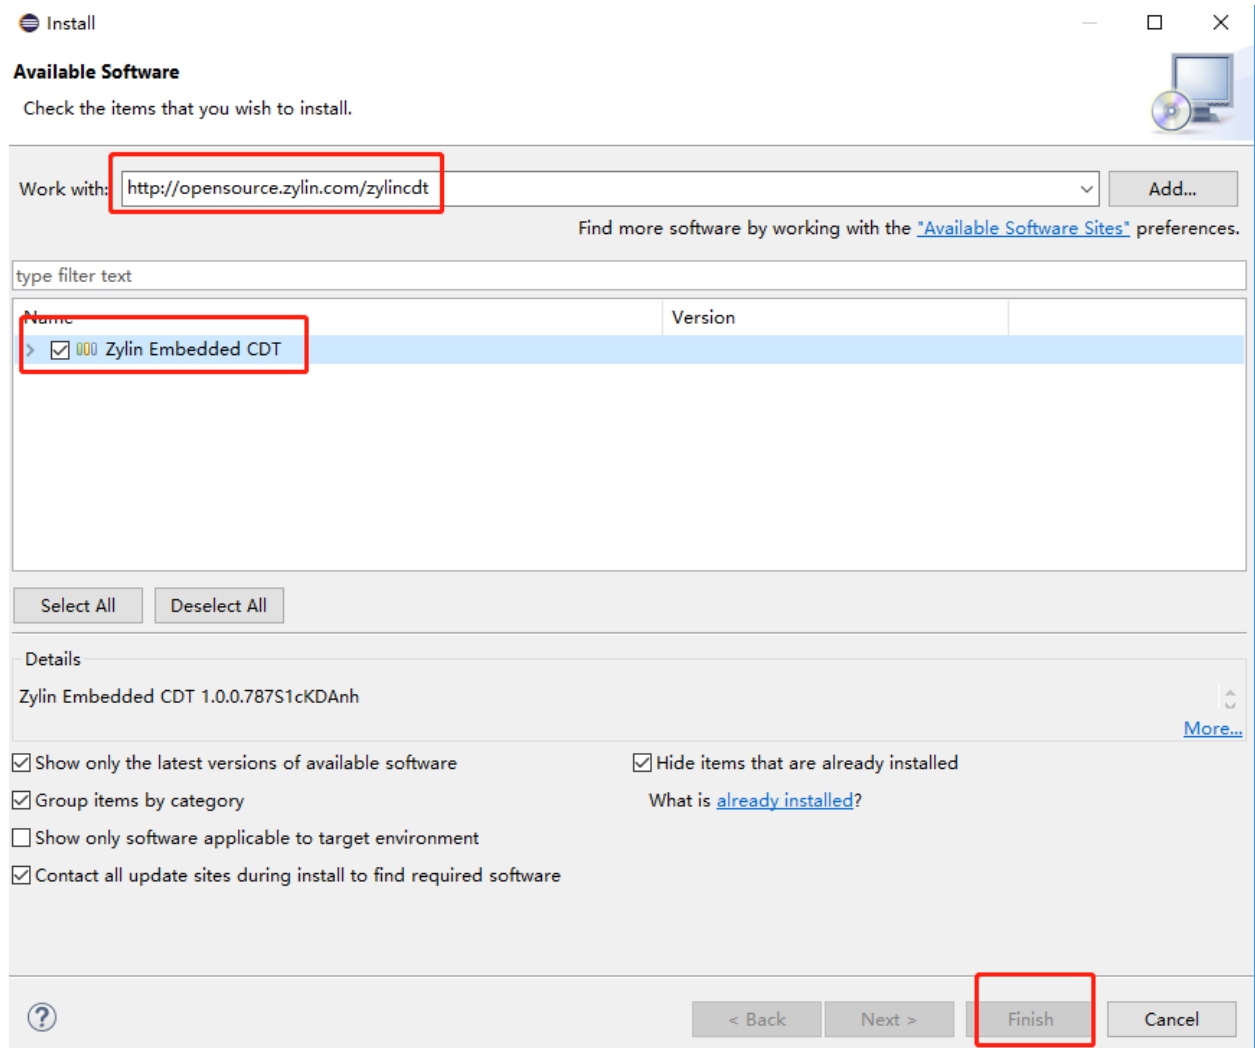 Install
Available Software
Check the items that you wish to install.
Work with: http://opensource.zylin.com/zylincdt Add...
Find more software by working with the "Available Software Sites" preferences.
type filter text
Name Version
Zylin Embedded CDT
Select All Deselect All
Details
Zylin Embedded CDT 1.0.0.787S1cKDAnh
More...
Show only the latest versions of available software Hide items that are already installed
Group items by category What is already installed?
Show only software applicable to target environment
Contact all update sites during install to find required software
? < Back Next > Finish Cancel